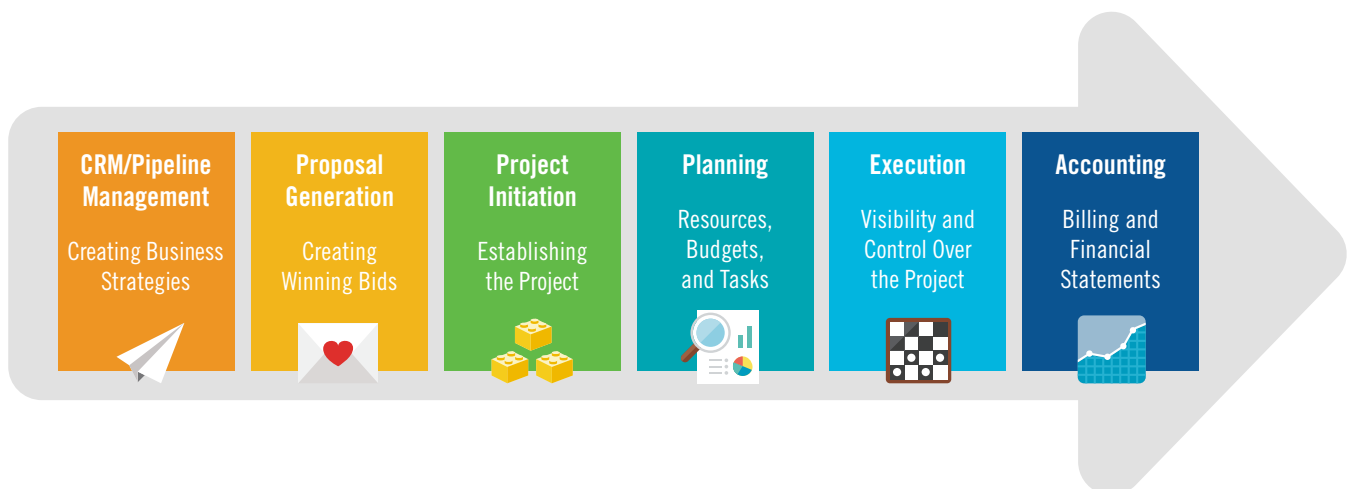 CRM/Pipeline
Management
Creating Business
Strategies
Proposal
Generation
Creating
Winning Bids
Project
Initiation
Establishing
the Project
Planning
Resources,
Budgets,
and Tasks
Execution
Visibility and
Control Over
the Project
Accounting
Billing and
Financial
Statements